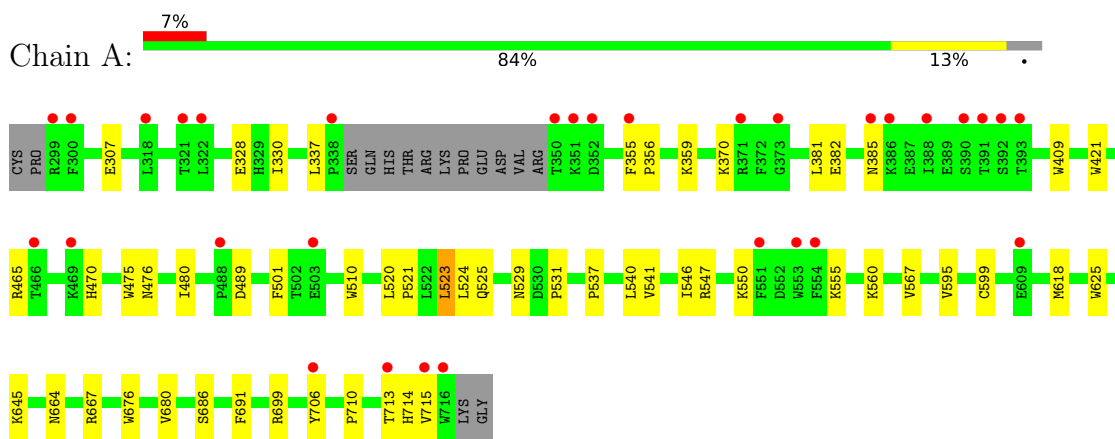 7%
Chain A:
84% 13% •
CYS PRO R299 F300 E307 L318 T321 L322 E328 H329 I330 L337 P338 SER GLN HIS THR ARG LYS PRO GLU ASP VAL ARG T350 K351 D352 F355 P356 K359 K370 R371 F372 G373 L381 E382 N385 K386 E387 I388 E389 S390 T391 S392 T393 W409 W421
R465 T466 K469 H470 W475 N476 I480 P488 D489 F501 T502 E503 W510 L520 P521 L522 L523 L524 Q525 N529 D530 P531 P537 L540 V541 I546 R547 K550 F551 D552 W553 F554 K555 K560 V567 V595 C599 E609 M618 W625
K645 N664 R667 W676 V680 S686 F691 R699 Y706 P710 T713 H714 V715 W716 LYS GLY